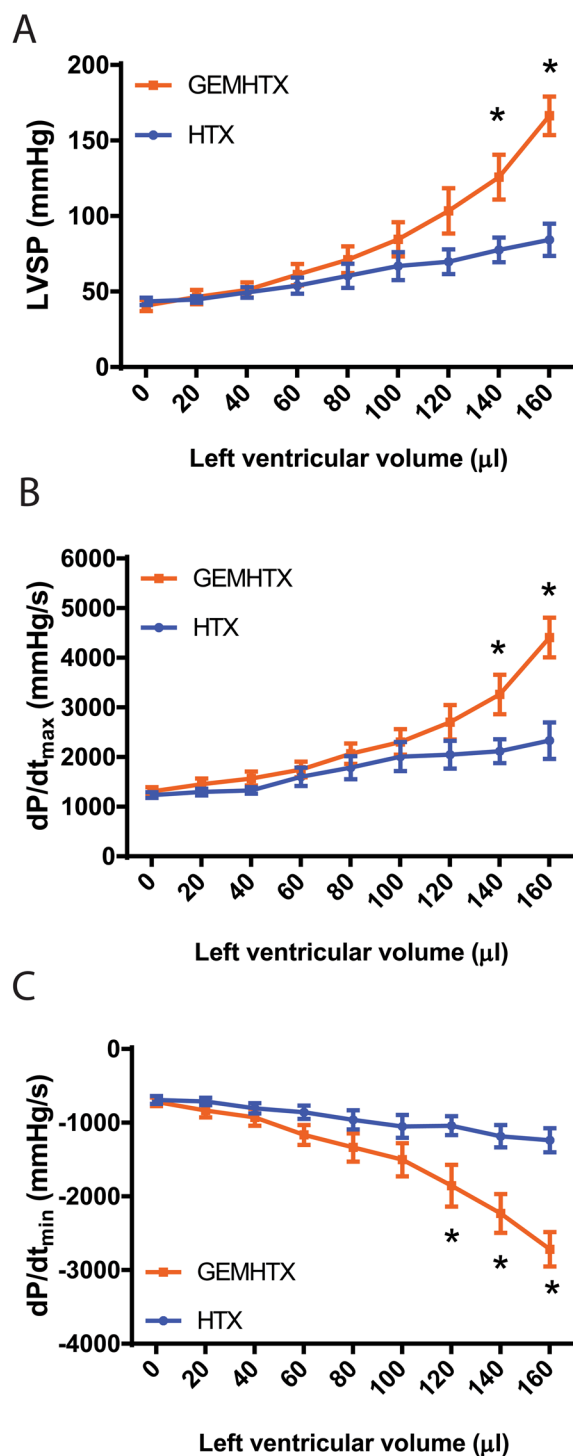 A
200
150
100
50
0
LVSP (mmHg)
GEMHTX
HTX
*
*
0 20 40 60 80 100 120 140 160
Left ventricular volume (μl)
B
6000
5000
4000
3000
2000
1000
0
dP/dtmax (mmHg/s)
GEMHTX
HTX
*
*
0 20 40 60 80 100 120 140 160
Left ventricular volume (μl)
C
0
-1000
-2000
-3000
-4000
dP/dtmin (mmHg/s)
GEMHTX
HTX
*
*
*
0 20 40 60 80 100 120 140 160
Left ventricular volume (μl)